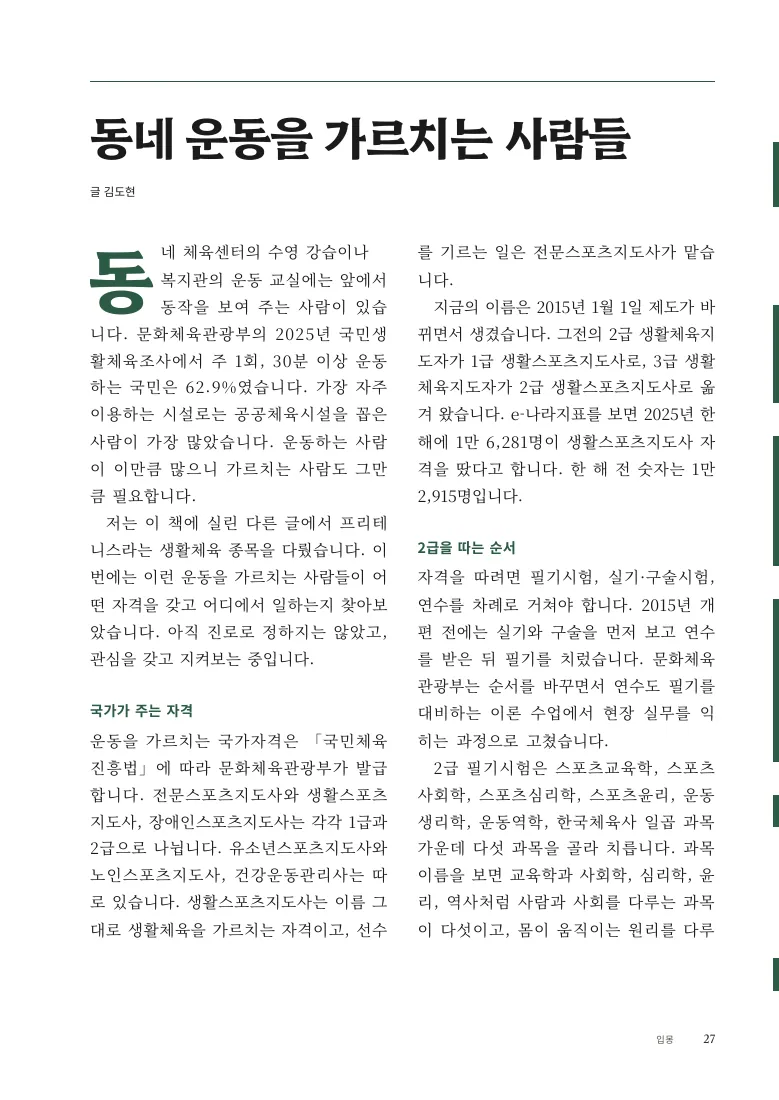 동네 운동을 가르치는 사람들
글 김도현
동네 체육센터의 수영 강습이나
복지관의 운동 교실에는 앞에서
동작을 보여 주는 사람이 있습
니다. 문화체육관광부의 2025년 국민생
활체육조사에서 주 1회, 30분 이상 운동
하는 국민은 62.9%였습니다. 가장 자주
이용하는 시설로는 공공체육시설을 꼽은
사람이 가장 많았습니다. 운동하는 사람
이 이만큼 많으니 가르치는 사람도 그만
큼 필요합니다.
저는 이 책에 실린 다른 글에서 프리테
니스라는 생활체육 종목을 다뤘습니다. 이
번에는 이런 운동을 가르치는 사람들이 어
떤 자격을 갖고 어디에서 일하는지 찾아보
았습니다. 아직 진로로 정하지는 않았고,
관심을 갖고 지켜보는 중입니다.
국가가 주는 자격
운동을 가르치는 국가자격은 「국민체육
진흥법」에 따라 문화체육관광부가 발급
합니다. 전문스포츠지도사와 생활스포츠
지도사, 장애인스포츠지도사는 각각 1급과
2급으로 나뉩니다. 유소년스포츠지도사와
노인스포츠지도사, 건강운동관리사는 따
로 있습니다. 생활스포츠지도사는 이름 그
대로 생활체육을 가르치는 자격이고, 선수
를 기르는 일은 전문스포츠지도사가 맡습
니다.
지금의 이름은 2015년 1월 1일 제도가 바
뀌면서 생겼습니다. 그전의 2급 생활체육지
도자가 1급 생활스포츠지도사로, 3급 생활
체육지도자가 2급 생활스포츠지도사로 옮
겨 왔습니다. e-나라지표를 보면 2025년 한
해에 1만 6,281명이 생활스포츠지도사 자
격을 땄다고 합니다. 한 해 전 숫자는 1만
2,915명입니다.
2급을 따는 순서
자격을 따려면 필기시험, 실기·구술시험,
연수를 차례로 거쳐야 합니다. 2015년 개
편 전에는 실기와 구술을 먼저 보고 연수
를 받은 뒤 필기를 치렀습니다. 문화체육
관광부는 순서를 바꾸면서 연수도 필기를
대비하는 이론 수업에서 현장 실무를 익
히는 과정으로 고쳤습니다.
2급 필기시험은 스포츠교육학, 스포츠
사회학, 스포츠심리학, 스포츠윤리, 운동
생리학, 운동역학, 한국체육사 일곱 과목
가운데 다섯 과목을 골라 치릅니다. 과목
이름을 보면 교육학과 사회학, 심리학, 윤
리, 역사처럼 사람과 사회를 다루는 과목
이 다섯이고, 몸이 움직이는 원리를 다루
입몽 27